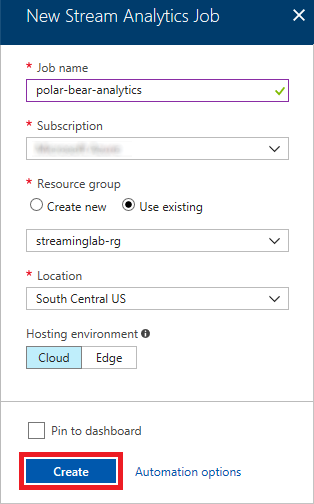 New Stream Analytics Job
* Job name
polar-bear-analytics
* Subscription
* Resource group
Create new Use existing
streaminglab-rg
* Location
South Central US
Hosting environment
Cloud Edge
Pin to dashboard
Create Automation options